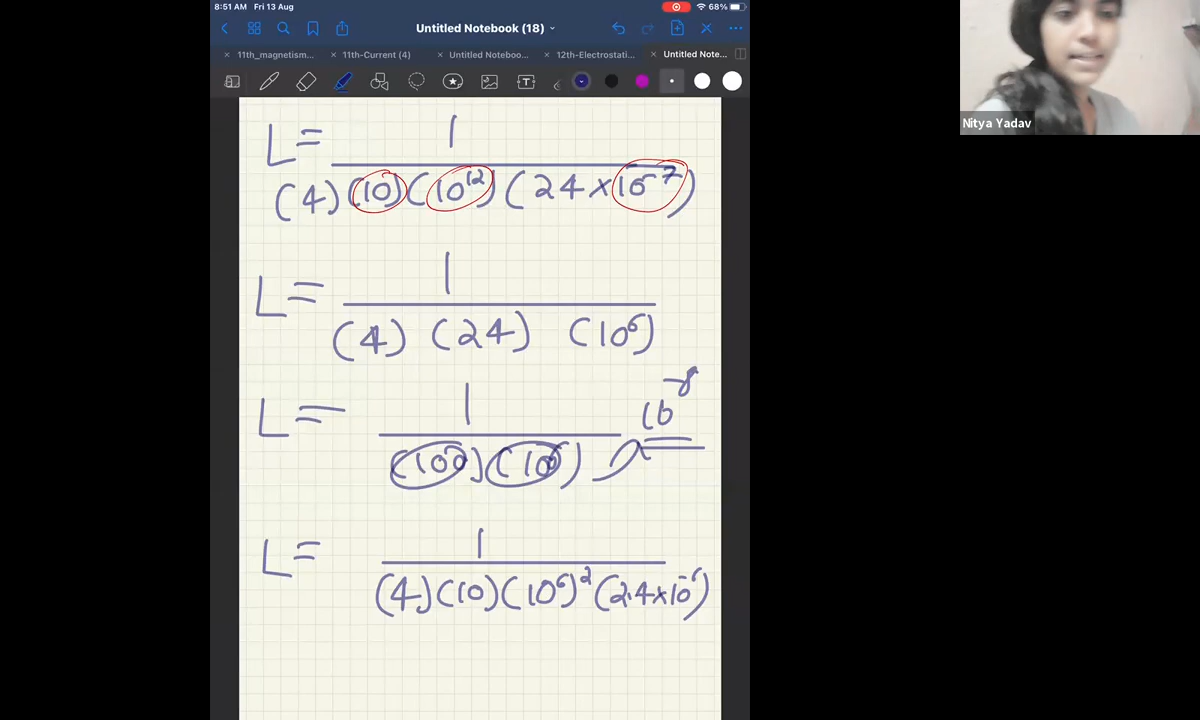 8:51 AM Fri 13 Aug 68%
Untitled Notebook (18)
11th_magnetism... 11th-Current (4) Untitled Noteboo... 12th-Electrostati... Untitled Note...
Nitya Yadav
L = 1 / (4)(10)(10¹²)(24×10⁻⁷)
L = 1 / (4) (24) (10⁶)
L = 1 / (100)(10⁶) 10⁻⁸
L = 1 / (4)(10)(10⁶)²(2.4×10⁻⁶)